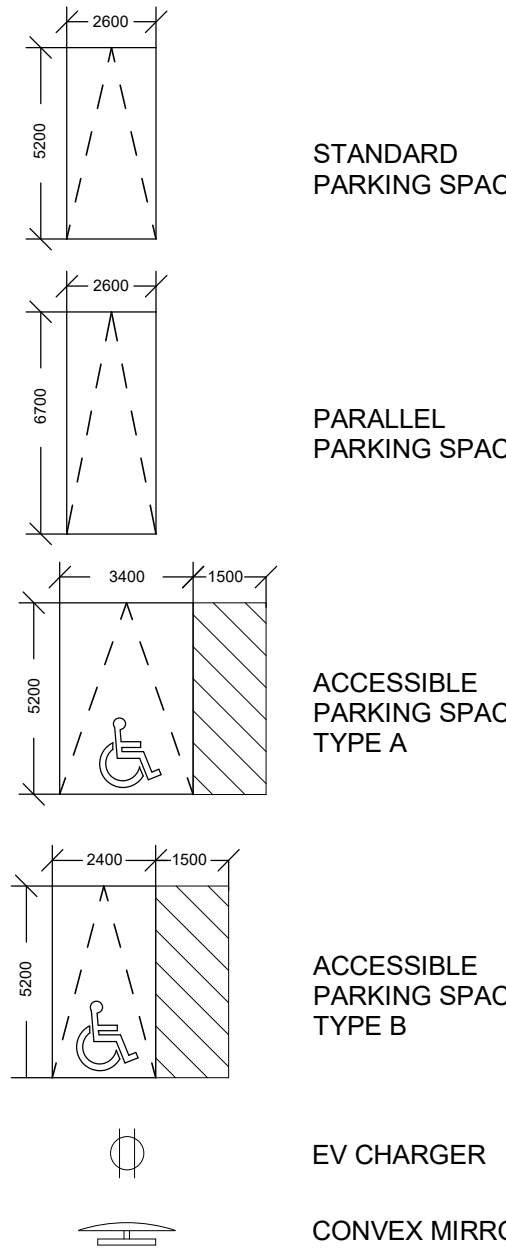 2600
5200
STANDARD
PARKING SPAC
2600
6700
PARALLEL
PARKING SPAC
3400
1500
5200
ACCESSIBLE
PARKING SPAC
TYPE A
2400
1500
5200
ACCESSIBLE
PARKING SPAC
TYPE B
EV CHARGER
CONVEX MIRRO